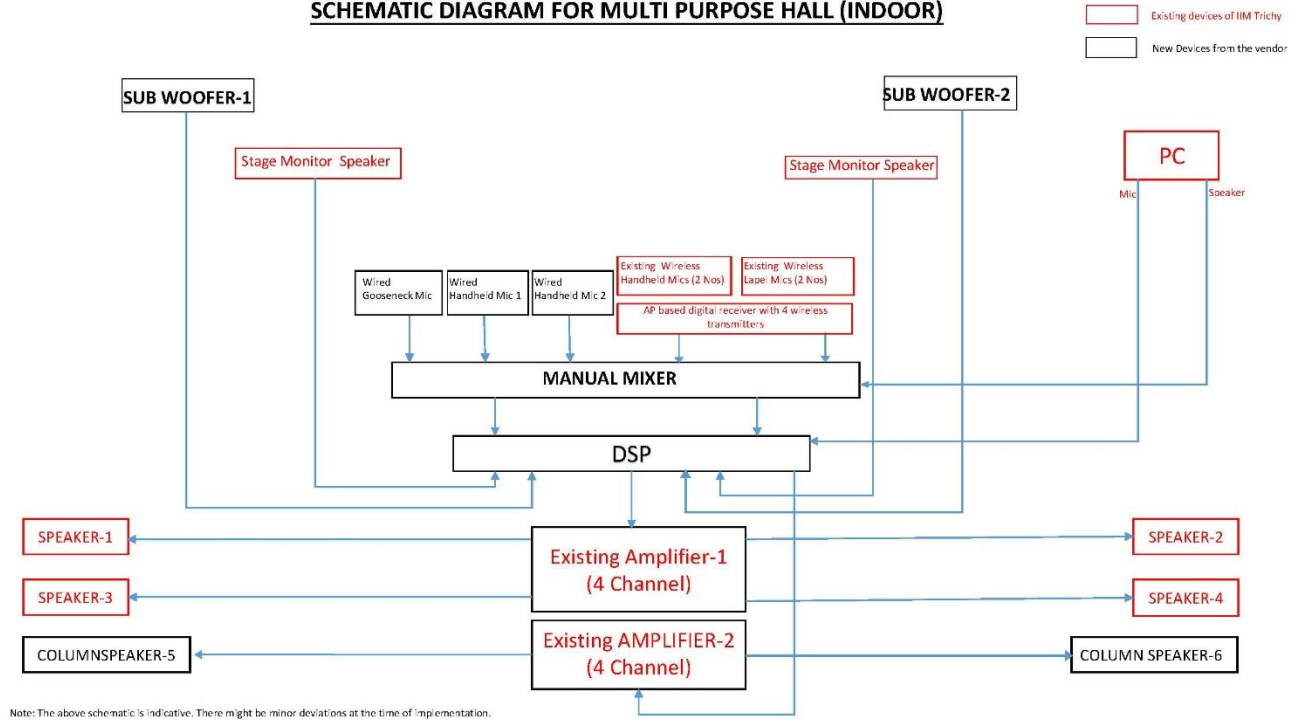 SCHEMATIC DIAGRAM FOR MULTI PURPOSE HALL (INDOOR)
Existing devices of IIM Trichy
New Devices from the vendor
SUB WOOFER-1
SUB WOOFER-2
Stage Monitor Speaker
Stage Monitor Speaker
PC
Mic
Speaker
Wired
Gooseneck Mic
Wired
Handheld Mic 1
Wired
Handheld Mic 2
Existing Wireless
Handheld Mics (2 Nos)
Existing Wireless
Lapel Mics (2 Nos)
AP based digital receiver with 4 wireless
transmitters
MANUAL MIXER
DSP
SPEAKER-1
Existing Amplifier-1
(4 Channel)
SPEAKER-2
SPEAKER-3
SPEAKER-4
COLUMNSPEAKER-5
Existing AMPLIFIER-2
(4 Channel)
COLUMN SPEAKER-6
Note: The above schematic is indicative. There might be minor deviations at the time of implementation.